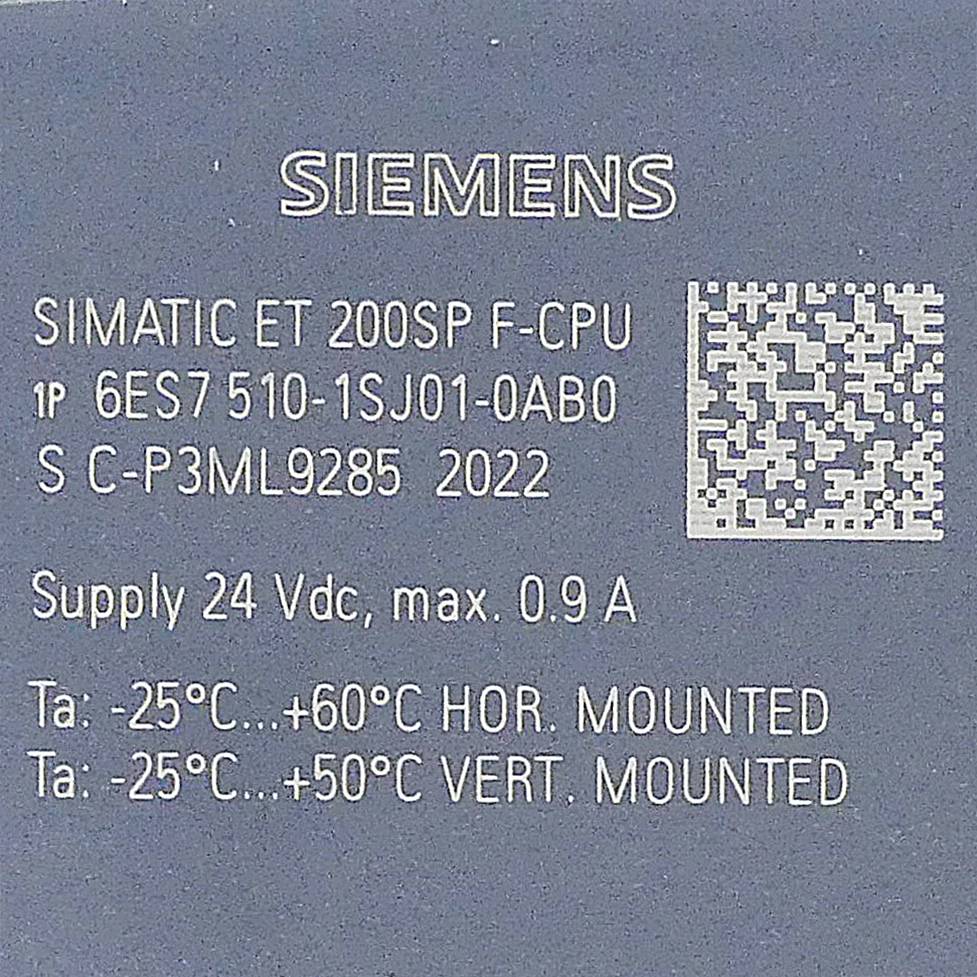 SIEMENS
SIMATIC ET 200SP F-CPU
1P 6ES7 510-1SJ01-0AB0
S C-P3ML9285 2022
Supply 24 Vdc, max. 0.9 A
Ta: -25°C...+60°C HOR. MOUNTED
Ta: -25°C...+50°C VERT. MOUNTED